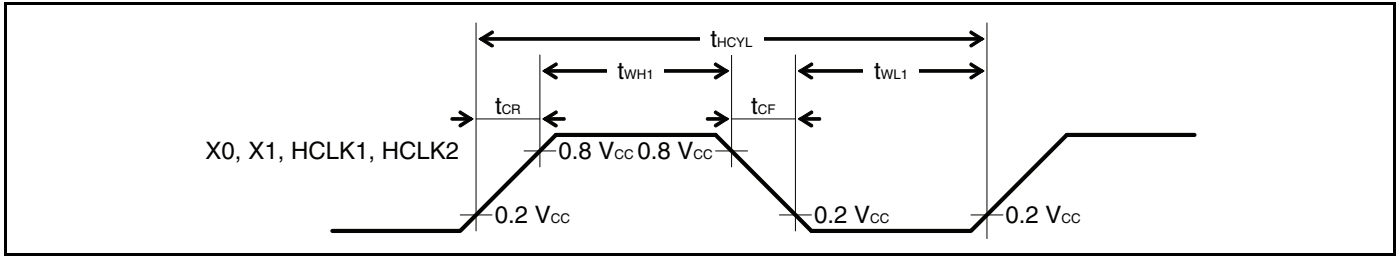 tHCYL
tWH1 tWL1
tCR tCF
X0, X1, HCLK1, HCLK2 0.8 VCC 0.8 VCC
0.2 VCC 0.2 VCC 0.2 VCC